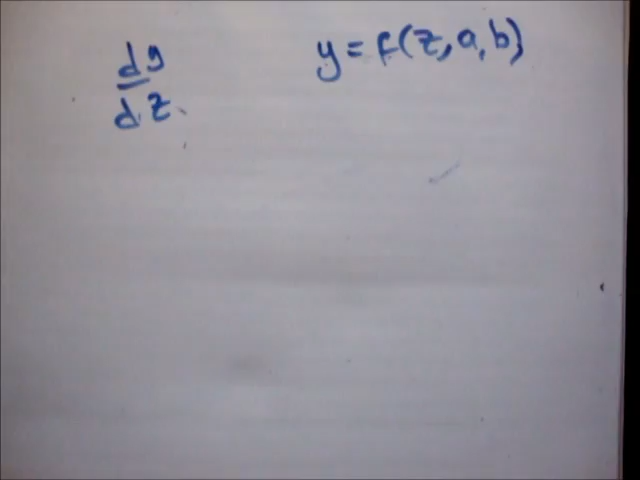 dy
dz
y = f(z, a, b)